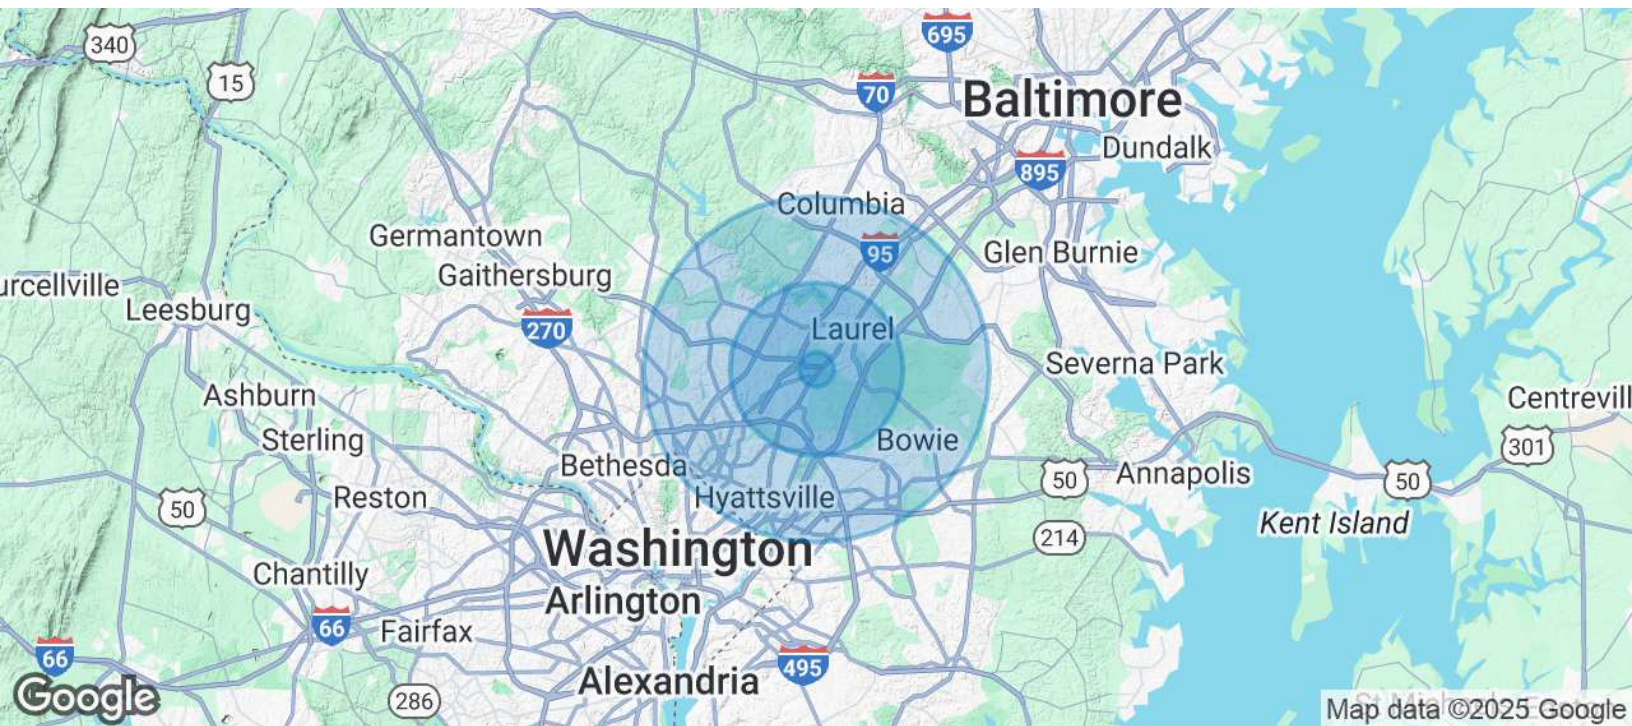 695
340
15
70
Baltimore
Dundalk
895
Columbia
Germantown
95
Glen Burnie
Gaithersburg
urcellville
Leesburg
270
Laurel
Severna Park
Ashburn
Centrevill
Sterling
Bowie
301
Bethesda
50
Annapolis
50
Reston
Hyattsville
50
Kent Island
214
Washington
Chantilly
Arlington
66
Fairfax
66
495
Alexandria
286
Google
Map data ©2025 Google